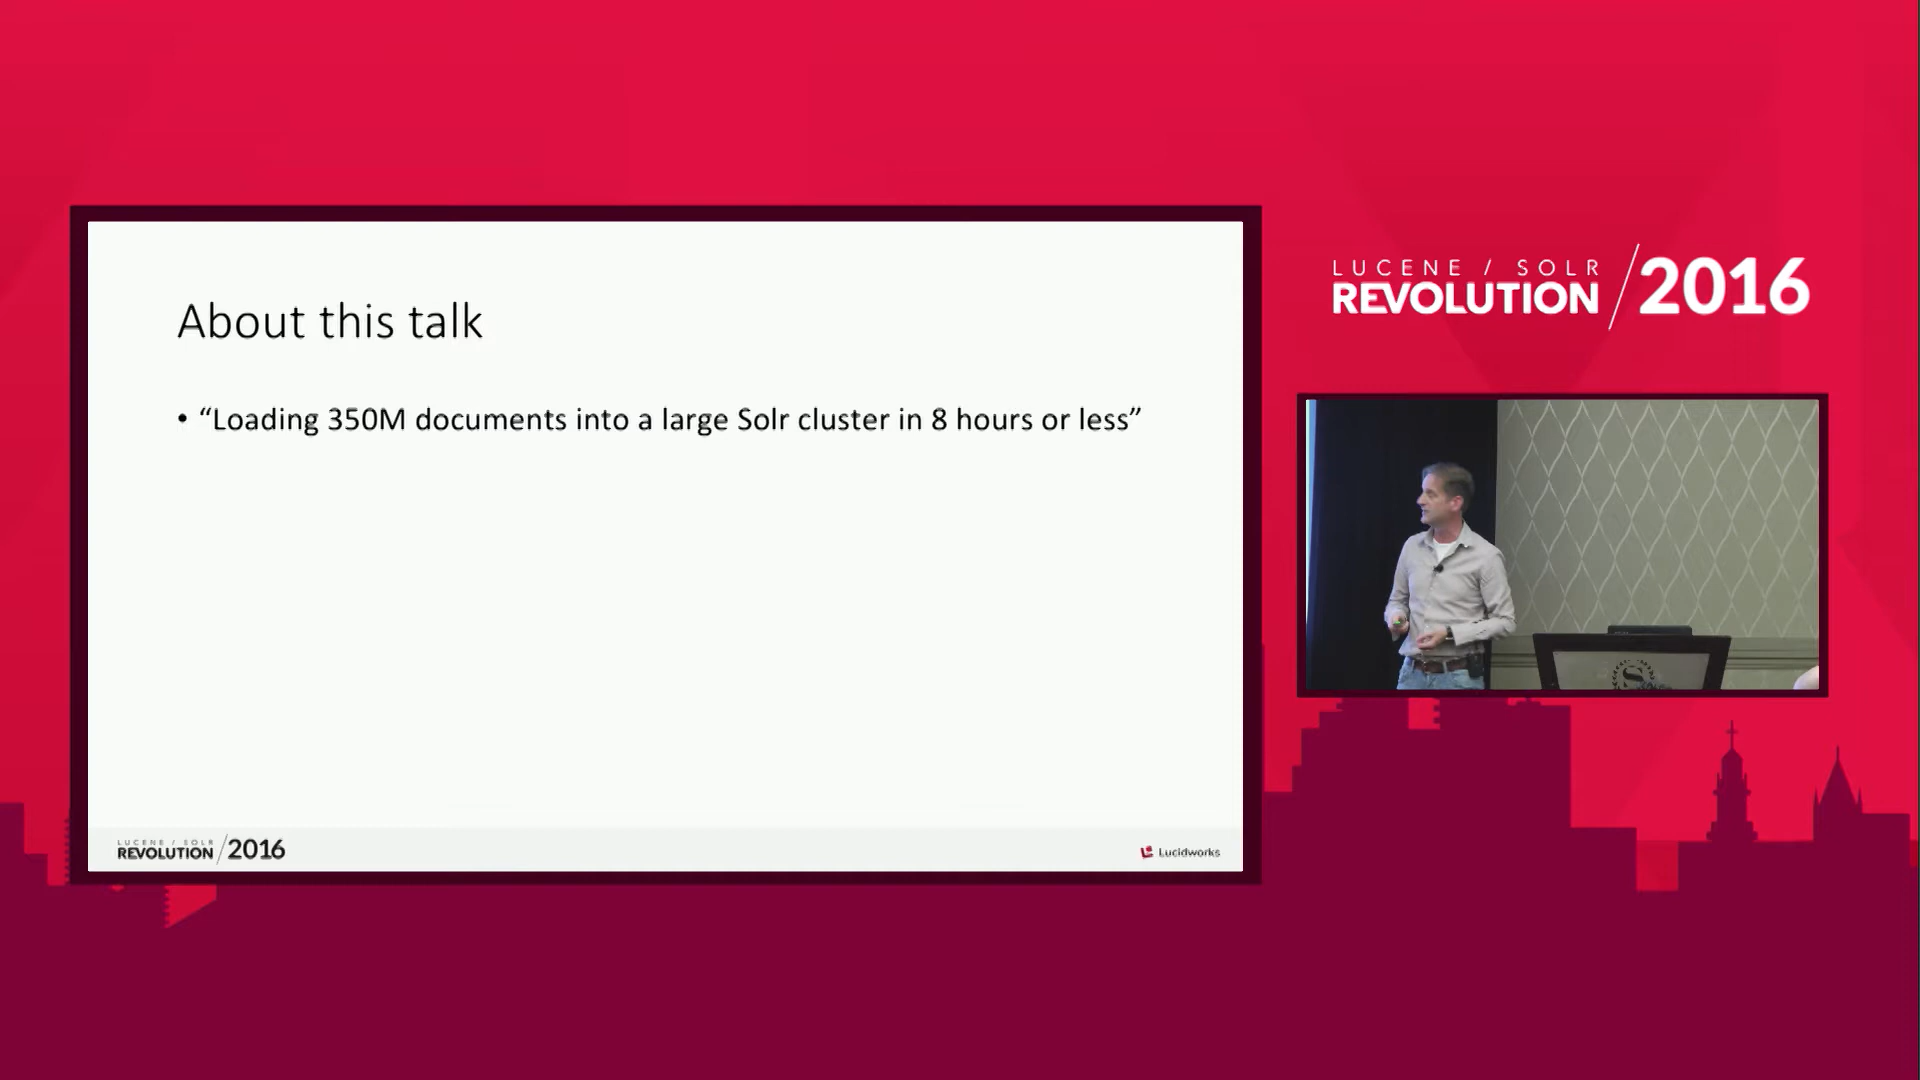 About this talk
• “Loading 350M documents into a large Solr cluster in 8 hours or less”
LUCENE / SOLR
REVOLUTION / 2016
Lucidworks
LUCENE / SOLR
REVOLUTION / 2016